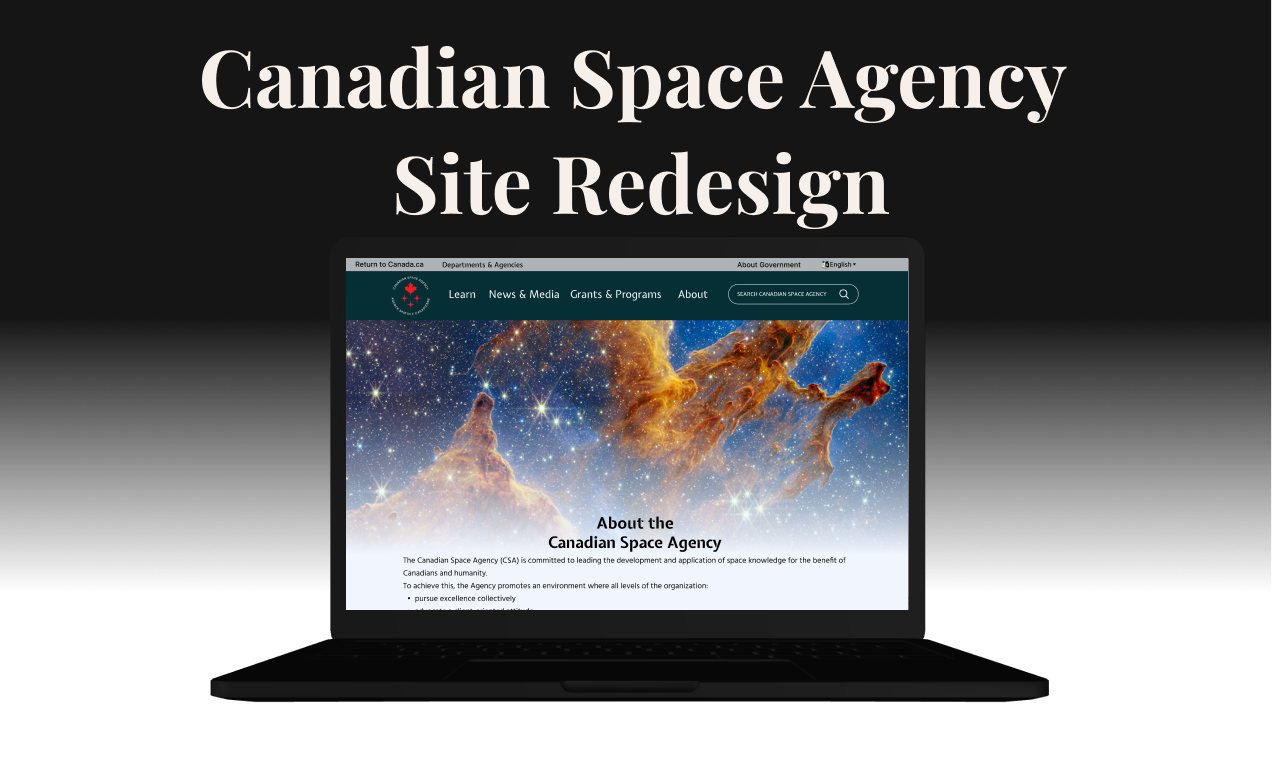 Canadian Space Agency
Site Redesign
Return to Canada.ca Departments & Agencies About Government English
Learn News & Media Grants & Programs About SEARCH CANADIAN SPACE AGENCY
About the
Canadian Space Agency
The Canadian Space Agency (CSA) is committed to leading the development and application of space knowledge for the benefit of
Canadians and humanity.
To achieve this, the Agency promotes an environment where all levels of the organization:
• pursue excellence collectively